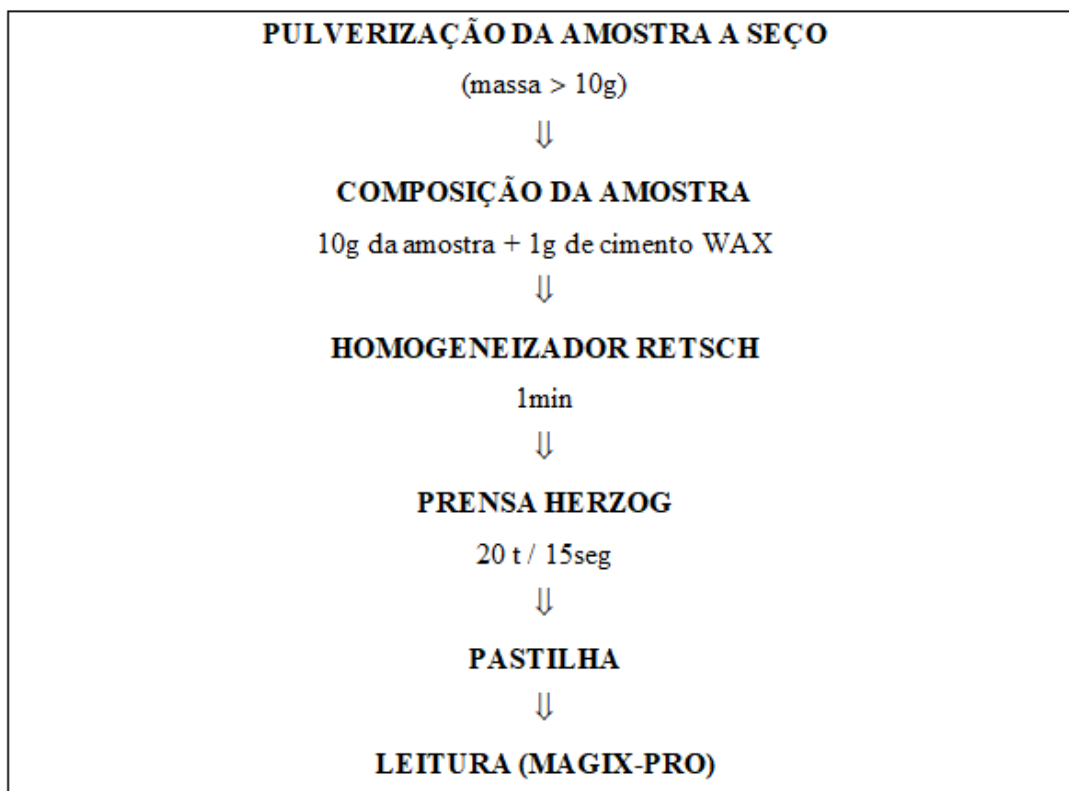 PULVERIZAÇÃO DA AMOSTRA A SEÇO
(massa > 10g)
⇓
COMPOSIÇÃO DA AMOSTRA
10g da amostra + 1g de cimento WAX
⇓
HOMOGENEIZADOR RETSCH
1min
⇓
PRENSA HERZOG
20 t / 15seg
⇓
PASTILHA
⇓
LEITURA (MAGIX-PRO)